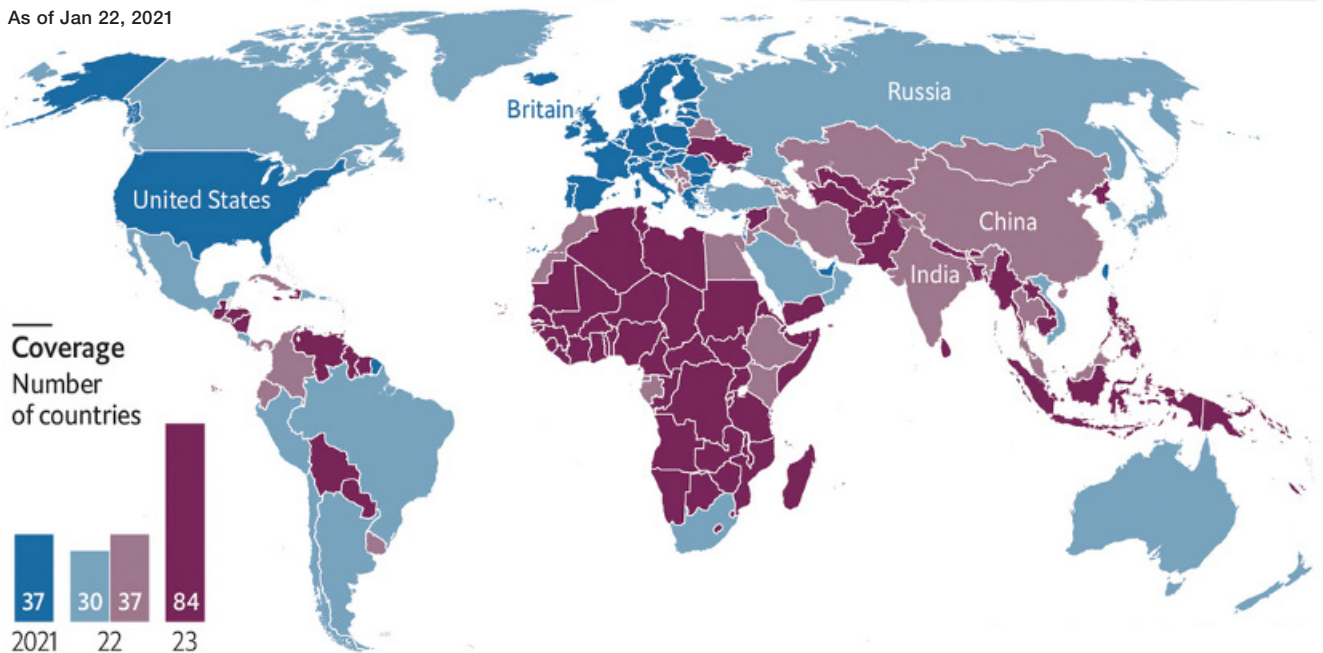 As of Jan 22, 2021
Russia
Britain
United States
China
India
Coverage
Number
of countries
37
30
37
84
2021
22
23